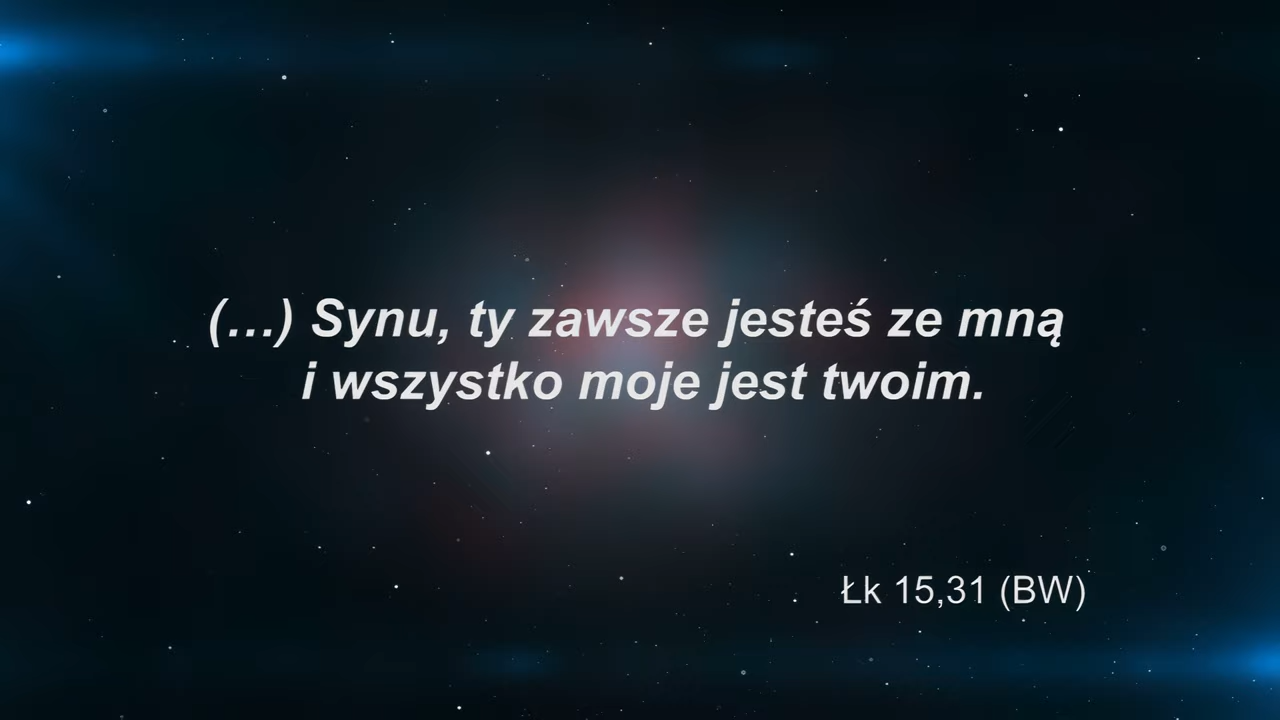 (…) Synu, ty zawsze jesteś ze mną
i wszystko moje jest twoim.
Łk 15,31 (BW)